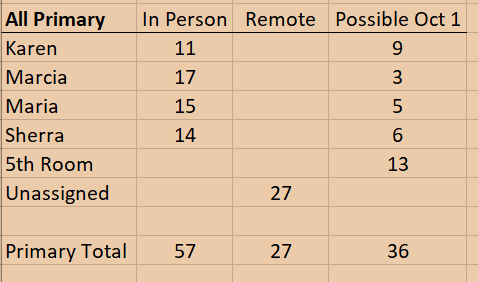 All Primary In Person Remote Possible Oct 1
Karen 11 9
Marcia 17 3
Maria 15 5
Sherra 14 6
5th Room 13
Unassigned 27
Primary Total 57 27 36